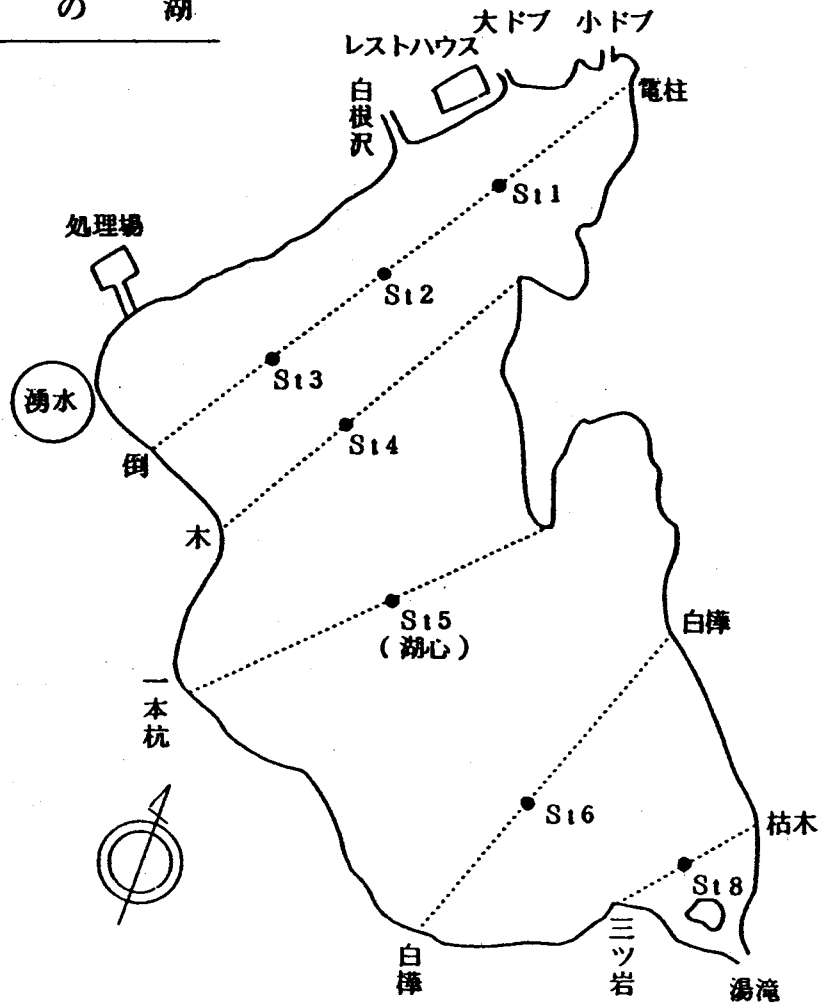 の 湖
大ドブ 小ドブ
レストハウス
電柱
白根沢
St1
処理場
St2
St3
湧水
St4
倒
木
St5
(湖心)
白樺
一本杭
St6
枯木
St8
白樺
三ツ岩
湯滝